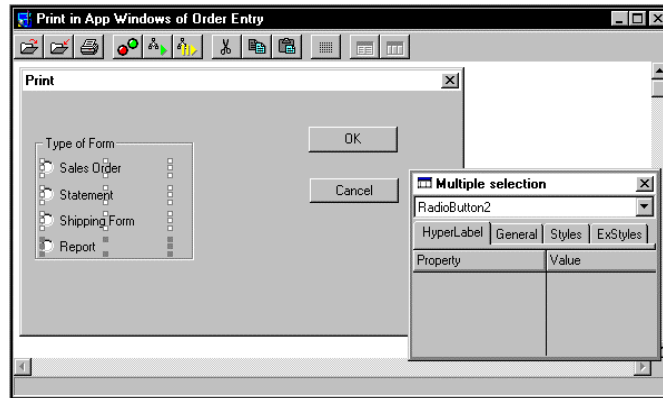 Print in App Windows of Order Entry
Print
Type of Form
Sales Order
Statement
Shipping Form
Report
OK
Cancel
Multiple selection
RadioButton2
HyperLabel General Styles ExStyles
Property Value